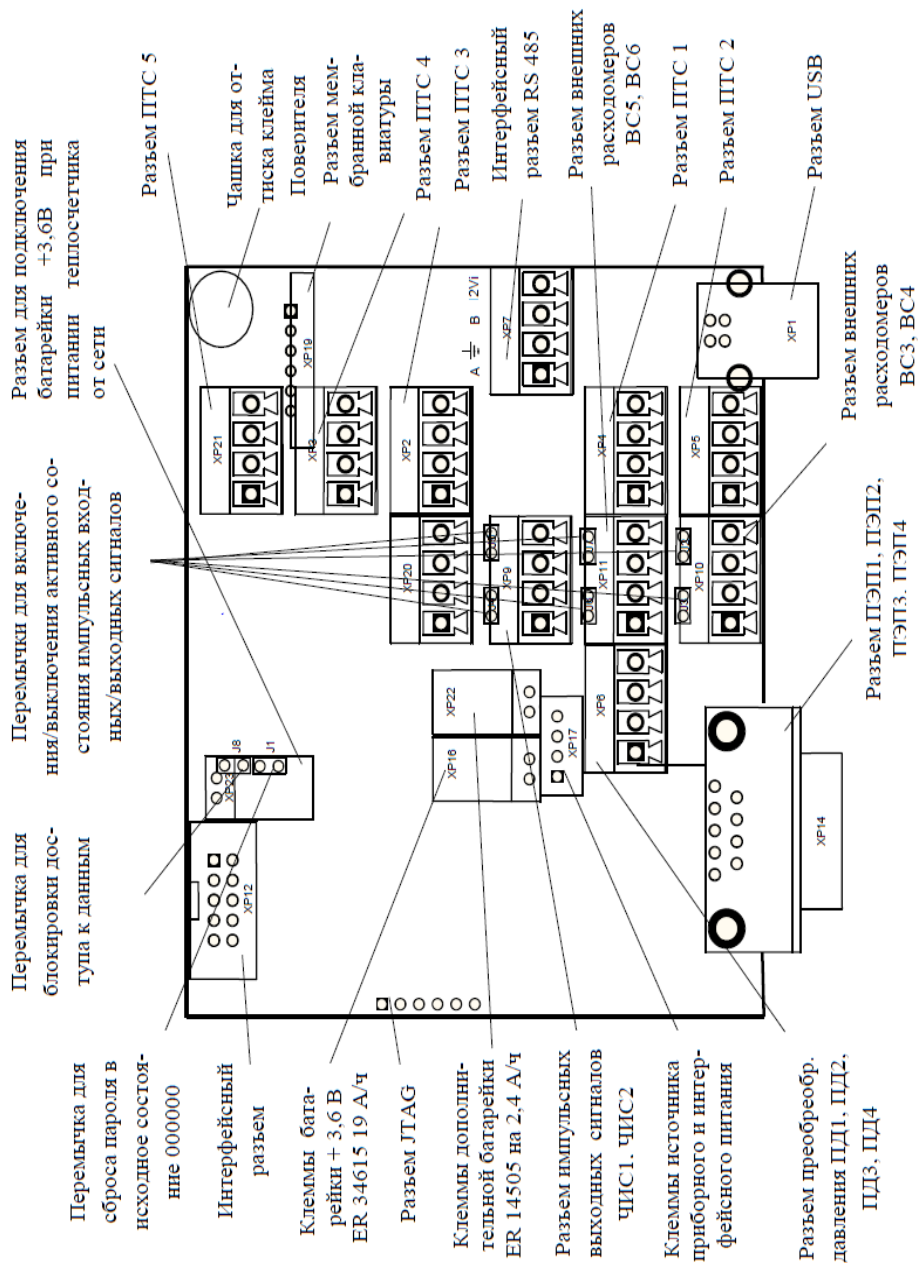 Перемычка для
сброса пароля в
исходное состоя-
ние 000000
Перемычка для
блокировки дос-
тупа к данным
Перемычки для включе-
ния/выключения активного со-
стояния импульсных вход-
ных/выходных сигналов
Разъем для подключения
батарейки +3,6В при
питании теплосчетчика
от сети
Интерфейсный
разъем
Клеммы бата-
рейки + 3,6 В
ER 34615 19 А/ч
Разъем JTAG
Клеммы дополни-
тельной батарейки
ER 14505 на 2,4 А/ч
Разъем импульсных
выходных сигналов
ЧИС1. ЧИС2
Клеммы источника
приборного и интер-
фейсного питания
Разъем преобразобр.
давления ПД1, ПД2,
ПД3, ПД4
XP12
XP23
J8
J1
XP21
XP19
XP3
XP20
XP2
XP16
XP22
XP9
A
B
I2Vi
XP7
XP17
XP6
XP11
XP4
XP10
XP5
XP14
XP1
Разъем ПТС 5
Чашка для от-
тиска клейма
Поверителя
Разъем мем-
бранной кла-
виатуры
Разъем ПТС 4
Разъем ПТС 3
Интерфейсный
разъем RS 485
Разъем внешних
расходомеров
ВС5, ВС6
Разъем ПТС 1
Разъем ПТС 2
Разъем USB
Разъем внешних
расходомеров
ВС3, ВС4
Разъем ПЭП1, ПЭП2,
ПЭП3. ПЭП4